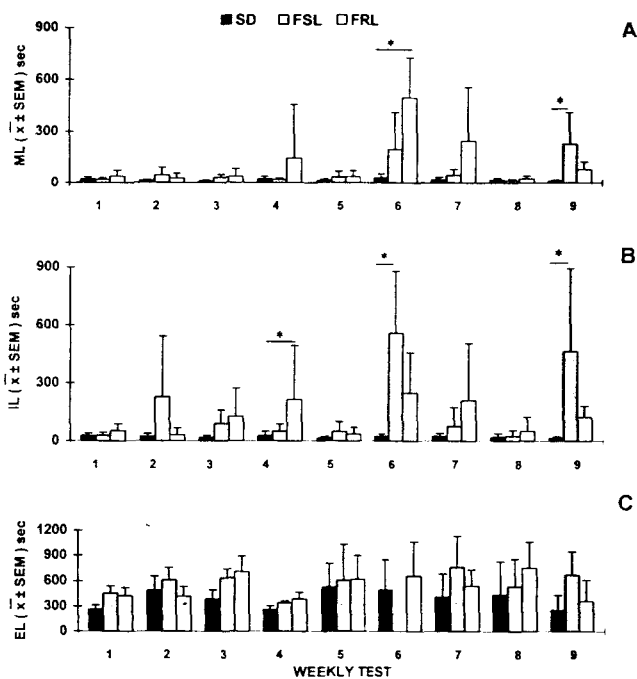 SD FSL FRL
A
ML ( x ± SEM ) sec
900
600
300
0
*
*
1 2 3 4 5 6 7 8 9
B
IL ( x ± SEM ) sec
900
600
300
0
*
*
*
1 2 3 4 5 6 7 8 9
C
EL ( x ± SEM ) sec
1200
900
600
300
0
1 2 3 4 5 6 7 8 9
WEEKLY TEST